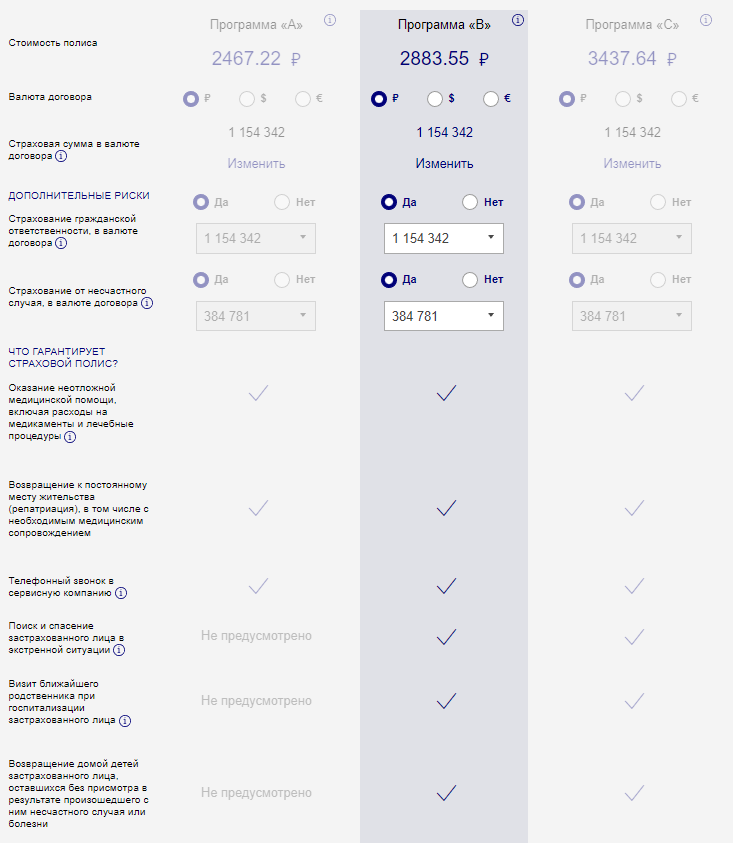 Программа «А»
Программа «В»
Программа «С»
Стоимость полиса
2467.22 ₽
2883.55 ₽
3437.64 ₽
Валюта договора
₽ $ €
₽ $ €
₽ $ €
Страховая сумма в валюте
договора
1 154 342
1 154 342
1 154 342
Изменить
Изменить
Изменить
ДОПОЛНИТЕЛЬНЫЕ РИСКИ
Да Нет
Да Нет
Да Нет
Страхование гражданской
ответственности, в валюте
договора
1 154 342
1 154 342
1 154 342
Страхование от несчастного
случая, в валюте договора
Да Нет
Да Нет
Да Нет
384 781
384 781
384 781
ЧТО ГАРАНТИРУЕТ
СТРАХОВОЙ ПОЛИС?
Оказание неотложной
медицинской помощи,
включая расходы на
медикаменты и лечебные
процедуры
Возвращение к постоянному
месту жительства
(репатриация), в том числе с
необходимым медицинским
сопровождением
Телефонный звонок в
сервисную компанию
Поиск и спасение
застрахованного лица в
экстренной ситуации
Не предусмотрено
Визит ближайшего
родственника при
госпитализации
застрахованного лица
Не предусмотрено
Возвращение домой детей
застрахованного лица,
оставшихся без присмотра в
результате произошедшего с
ним несчастного случая или
болезни
Не предусмотрено